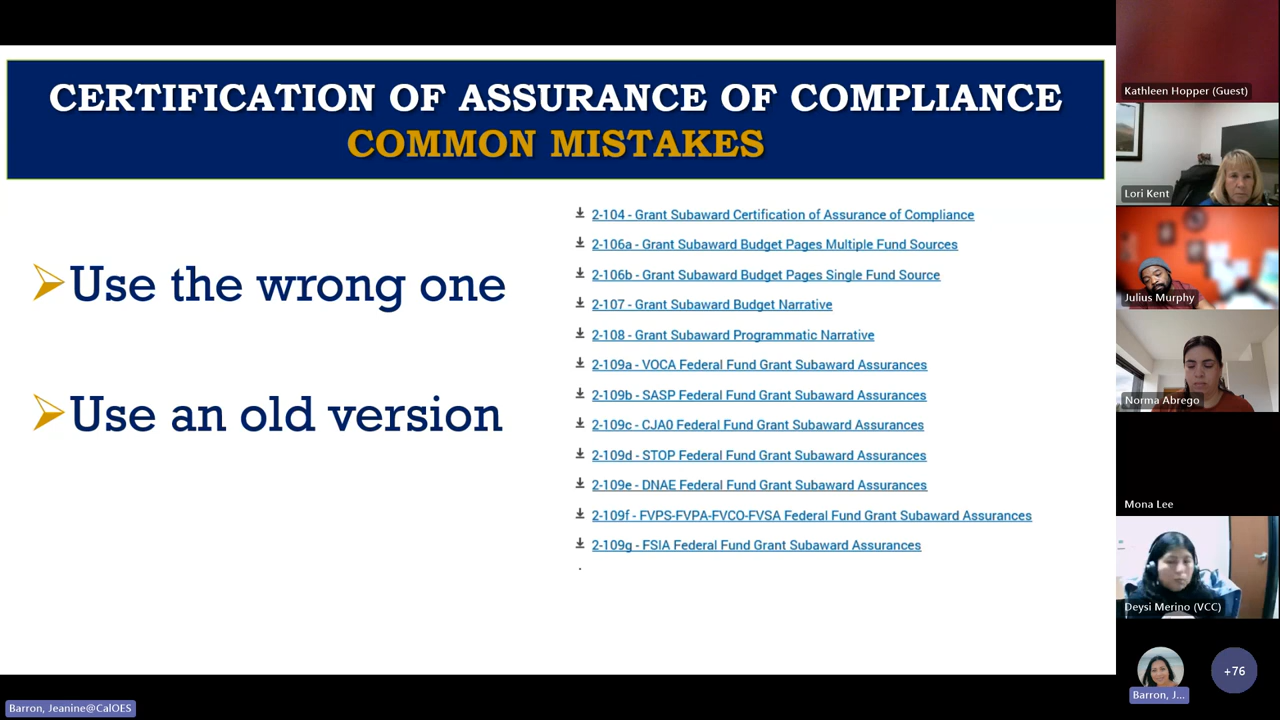 CERTIFICATION OF ASSURANCE OF COMPLIANCE
COMMON MISTAKES
Use the wrong one
Use an old version
2-104 - Grant Subaward Certification of Assurance of Compliance
2-106a - Grant Subaward Budget Pages Multiple Fund Sources
2-106b - Grant Subaward Budget Pages Single Fund Source
2-107 - Grant Subaward Budget Narrative
2-108 - Grant Subaward Programmatic Narrative
2-109a - VOCA Federal Fund Grant Subaward Assurances
2-109b - SASP Federal Fund Grant Subaward Assurances
2-109c - CJA0 Federal Fund Grant Subaward Assurances
2-109d - STOP Federal Fund Grant Subaward Assurances
2-109e - DNAE Federal Fund Grant Subaward Assurances
2-109f - FVPS-FVPA-FVCO-FVSA Federal Fund Grant Subaward Assurances
2-109g - FSIA Federal Fund Grant Subaward Assurances
Kathleen Hopper (Guest)
Lori Kent
Julius Murphy
Norma Abrego
Mona Lee
Deysi Merino (VCC)
Barron, J...
+76
Barron, Jeanine@CalOES